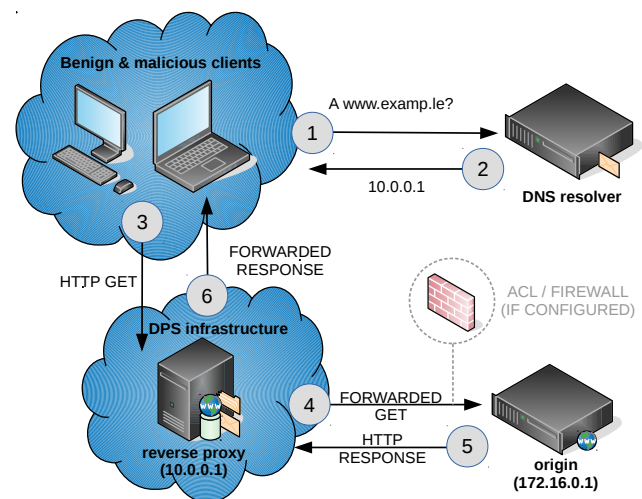 Benign & malicious clients
A www.examp.le?
1
2
10.0.0.1
DNS resolver
3
HTTP GET
FORWARDED
RESPONSE
6
ACL / FIREWALL
(IF CONFIGURED)
DPS infrastructure
WWW
reverse proxy
(10.0.0.1)
4
FORWARDED
GET
HTTP
RESPONSE
5
WWW
origin
(172.16.0.1)